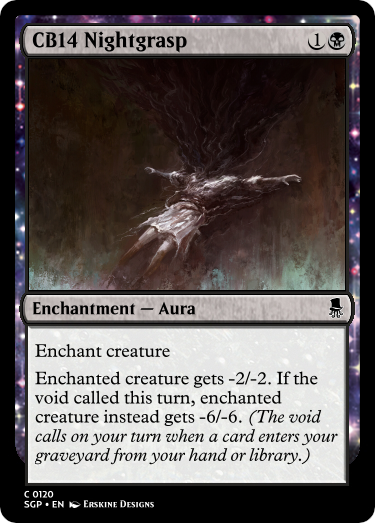 CB14 Nightgrasp 1
Enchantment — Aura
Enchant creature
Enchanted creature gets -2/-2. If the
void called this turn, enchanted
creature instead gets -6/-6. (The void
calls on your turn when a card enters your
graveyard from your hand or library.)
C 0120
SGP • EN Erskine Designs